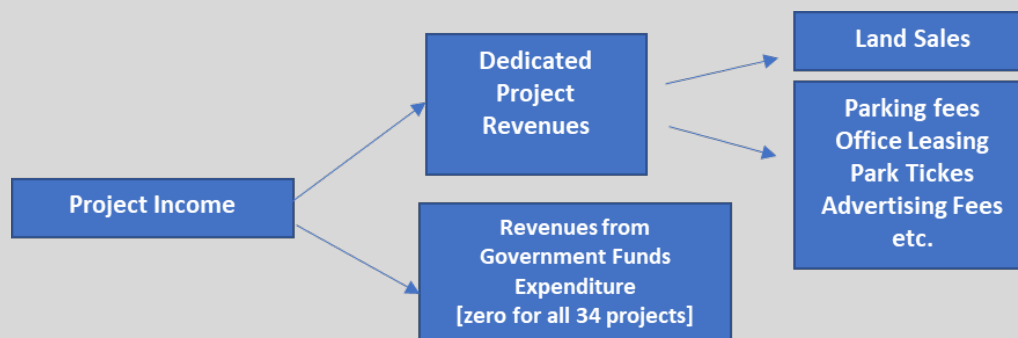 Project Income
Dedicated
Project
Revenues
Revenues from
Government Funds
Expenditure
[zero for all 34 projects]
Land Sales
Parking fees
Office Leasing
Park Tickes
Advertising Fees
etc.